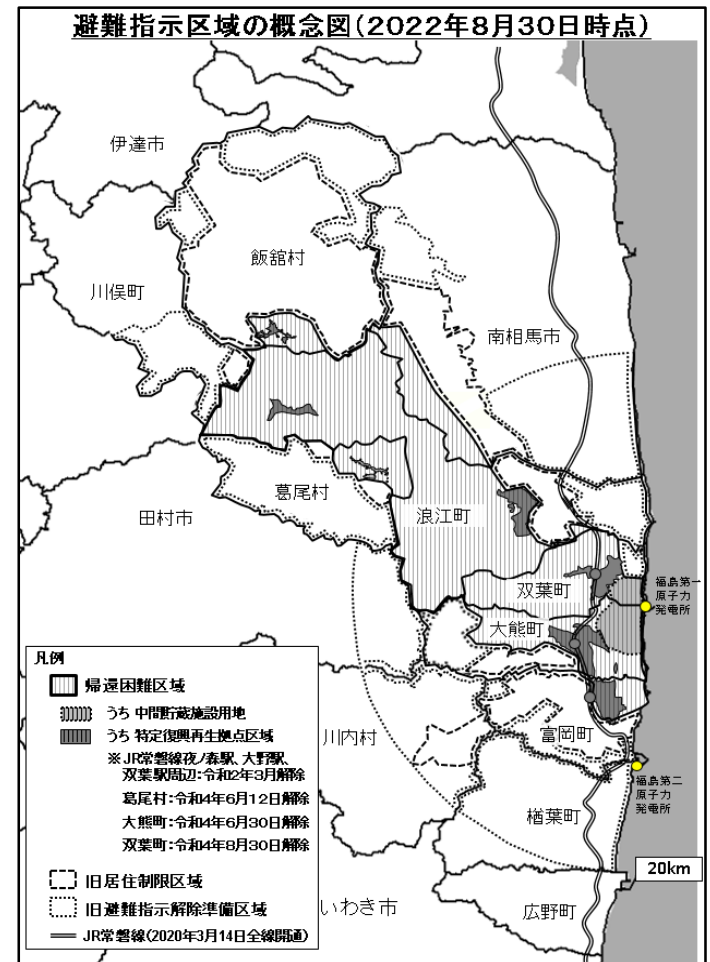 避難指示区域の概念図(2022年8月30日時点)
伊達市
飯舘村
川俣町
南相馬市
葛尾村
田村市
浪江町
双葉町
福島第一
原子力
発電所
大熊町
川内村
富岡町
福島第二
原子力
発電所
楢葉町
20km
いわき市
広野町
凡例
帰還困難区域
うち 中間貯蔵施設用地
うち 特定復興再生拠点区域
※JR常磐線夜ノ森駅、大野駅、
双葉駅周辺:令和2年3月解除
葛尾村:令和4年6月12日解除
大熊町:令和4年6月30日解除
双葉町:令和4年8月30日解除
旧居住制限区域
旧避難指示解除準備区域
JR常磐線(2020年3月14日全線開通)